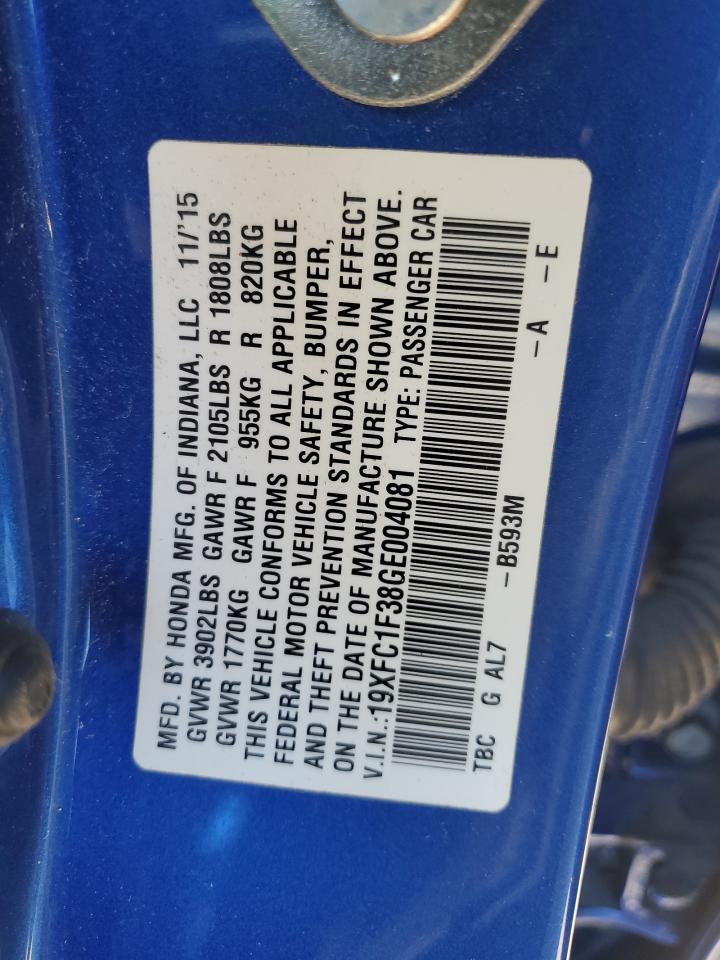 MFD. BY HONDA MFG. OF INDIANA, LLC 11/'15
GVWR 3902LBS GAWR F 2105LBS R 1808LBS
GVWR 1770KG GAWR F 955KG R 820KG
THIS VEHICLE CONFORMS TO ALL APPLICABLE
FEDERAL MOTOR VEHICLE SAFETY, BUMPER,
AND THEFT PREVENTION STANDARDS IN EFFECT
ON THE DATE OF MANUFACTURE SHOWN ABOVE.
V.I.N.:19XFC1F38GE004081 TYPE: PASSENGER CAR
TBC G AL7 -B593M -A -E